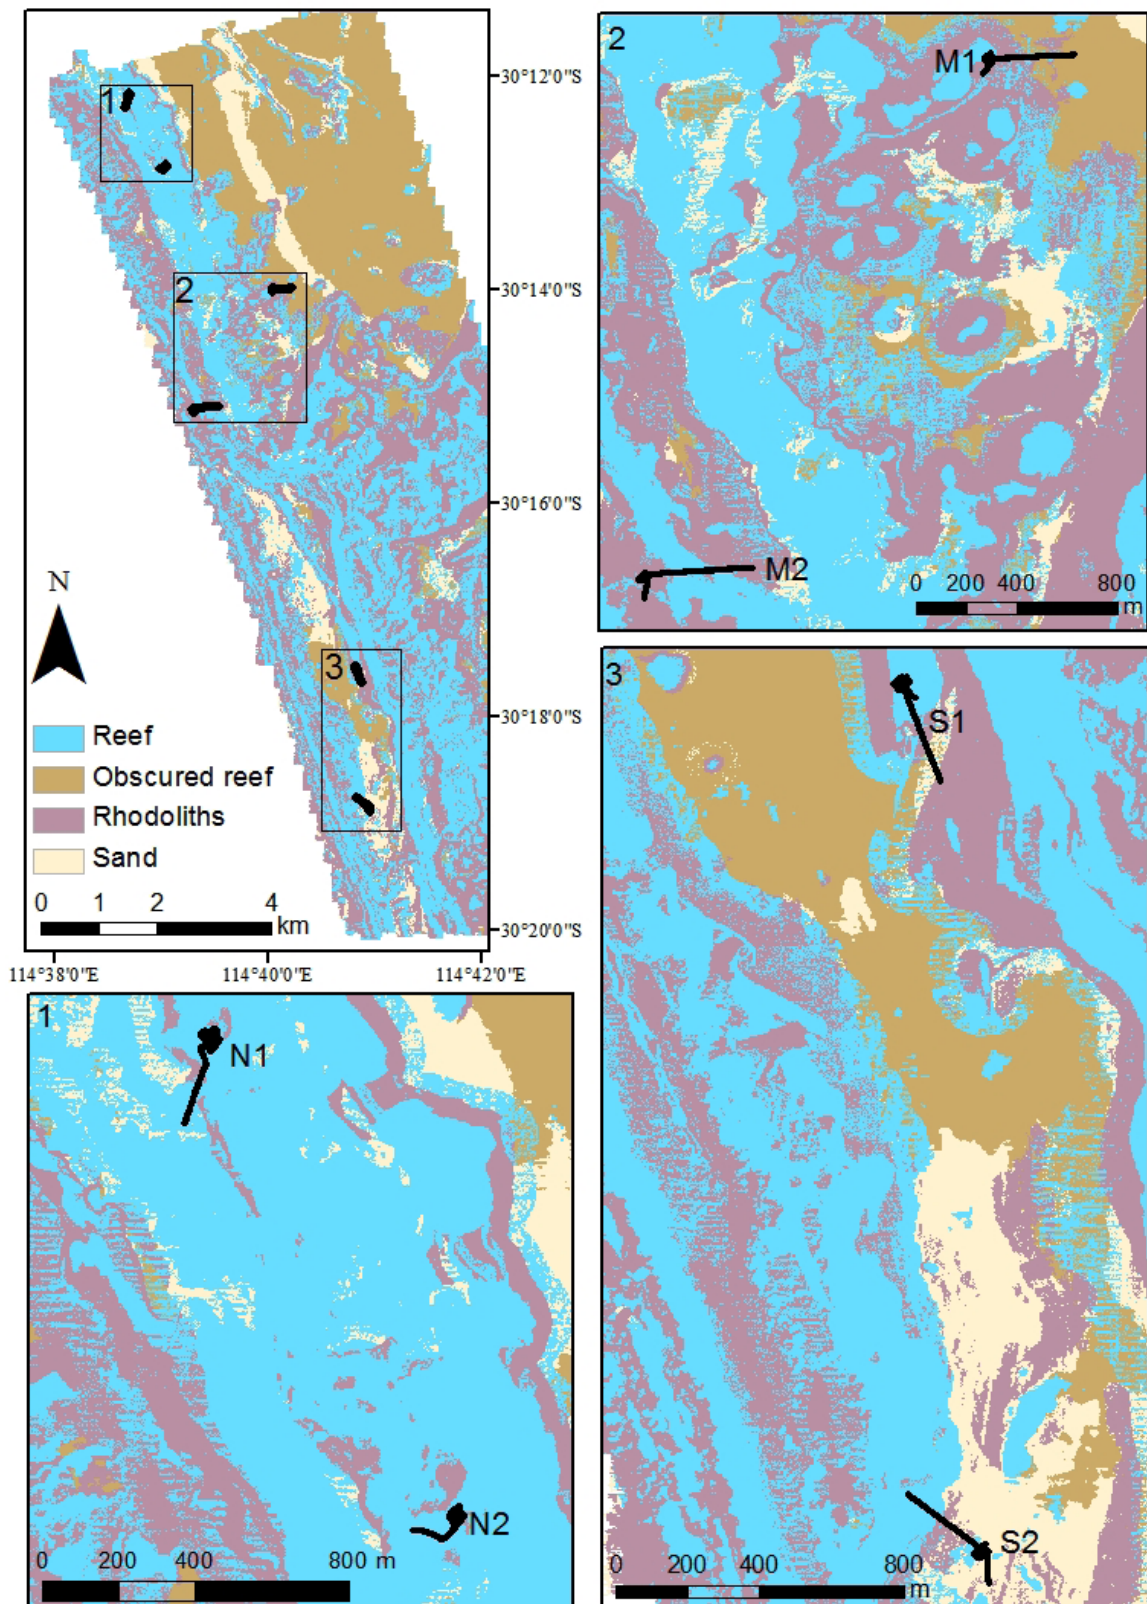 1
2
3
30°12'0"S
30°14'0"S
30°16'0"S
30°18'0"S
30°20'0"S
N
Reef
Obscured reef
Rhodoliths
Sand
0 1 2 4
km
114°38'0"E 114°40'0"E 114°42'0"E
2
M1
M2
0 200 400 800
m
1
N1
N2
0 200 400 800 m
3
S1
S2
0 200 400 800
m